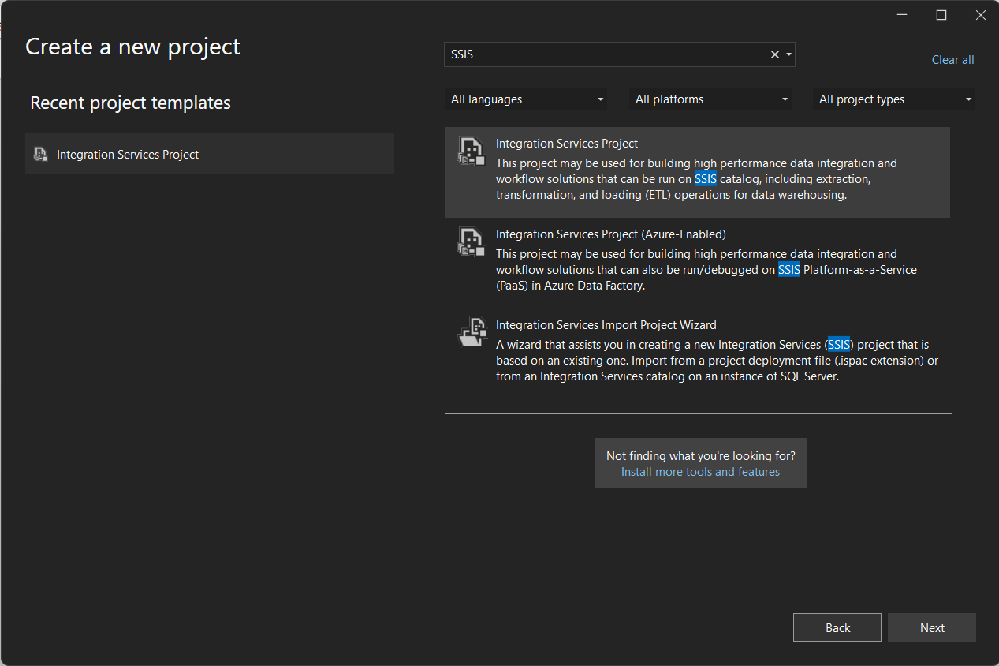 Create a new project
SSIS
Clear all
Recent project templates
All languages
All platforms
All project types
Integration Services Project
Integration Services Project
This project may be used for building high performance data integration and
workflow solutions that can be run on SSIS catalog, including extraction,
transformation, and loading (ETL) operations for data warehousing.
Integration Services Project (Azure-Enabled)
This project may be used for building high performance data integration and
workflow solutions that can also be run/debugged on SSIS Platform-as-a-Service
(PaaS) in Azure Data Factory.
Integration Services Import Project Wizard
A wizard that assists you in creating a new Integration Services (SSIS) project that is
based on an existing one. Import from a project deployment file (.ispac extension) or
from an Integration Services catalog on an instance of SQL Server.
Not finding what you're looking for?
Install more tools and features
Back
Next